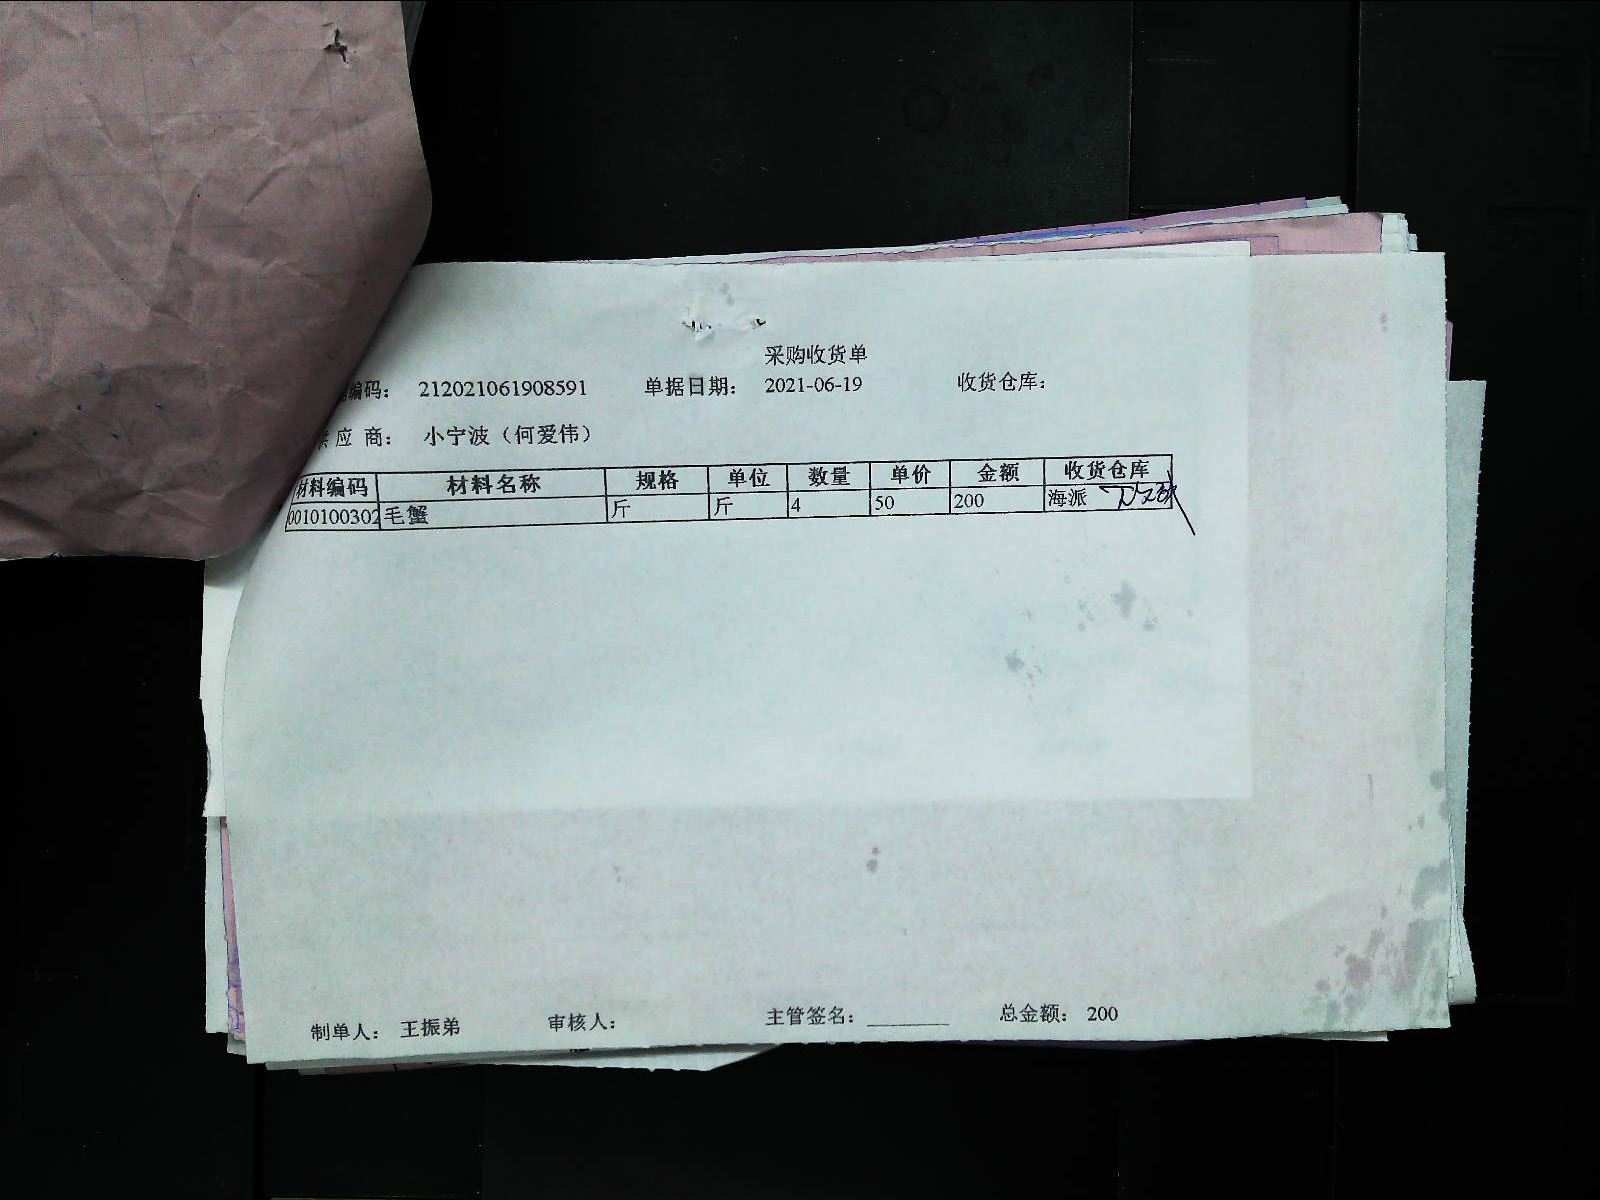 采购收货单
编码： 212021061908591 单据日期： 2021-06-19 收货仓库：
应 商： 小宁波（何爱伟）
材料编码 材料名称 规格 单位 数量 单价 金额 收货仓库
0010100302 毛蟹 斤 斤 4 50 200 海派
制单人： 王振弟 审核人： 主管签名： 总金额： 200